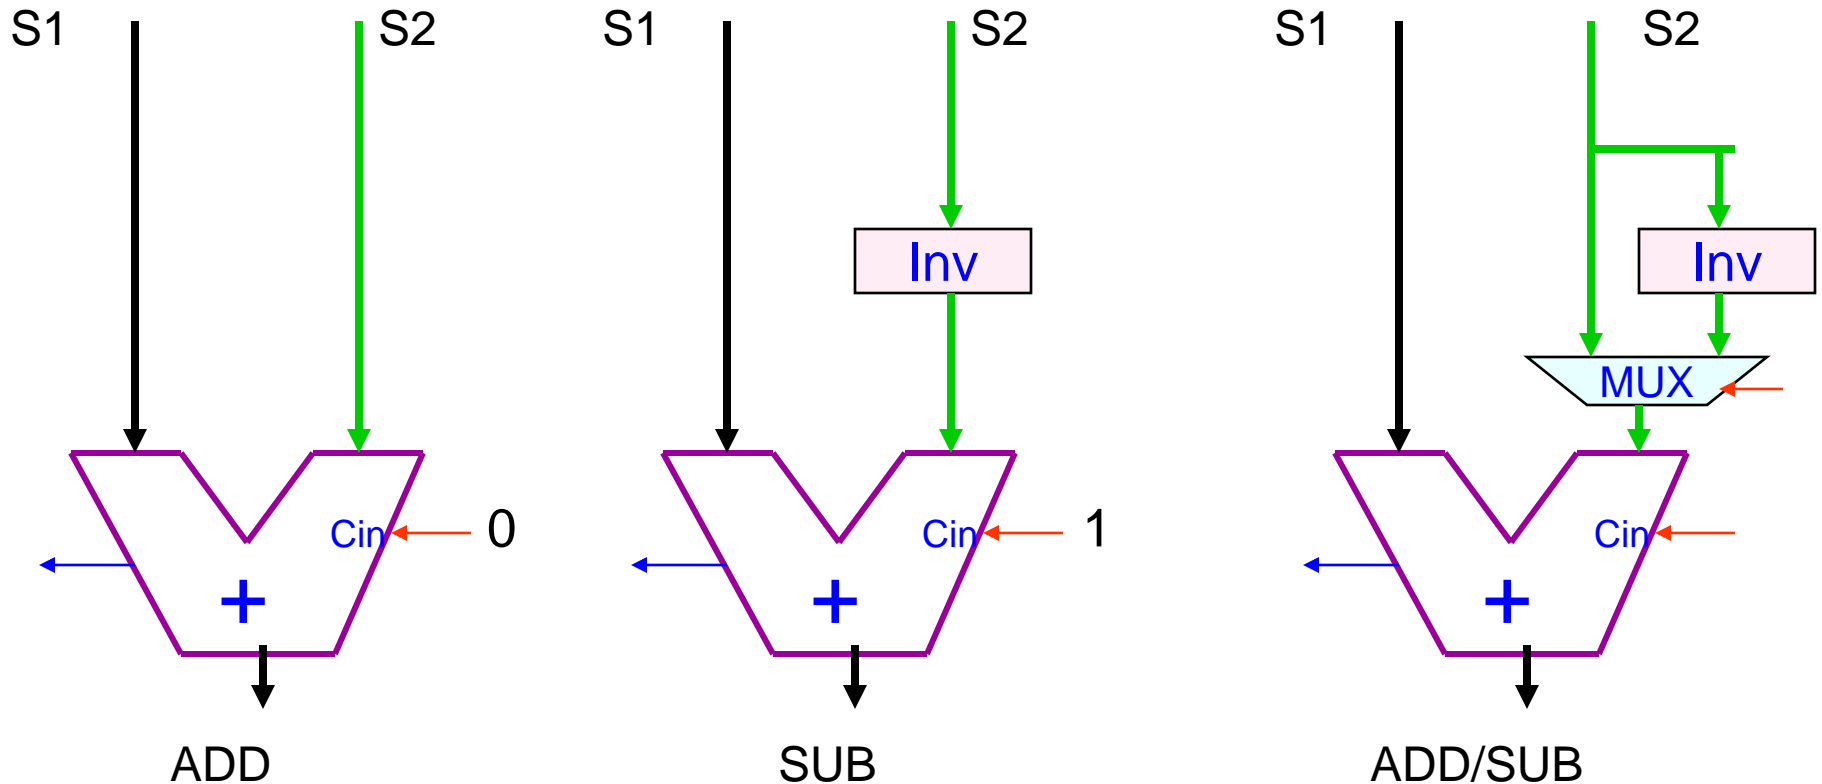 S1 S2 S1 S2 S1 S2
Inv Inv
MUX
Cin 0 Cin 1 Cin
+ + +
ADD SUB ADD/SUB